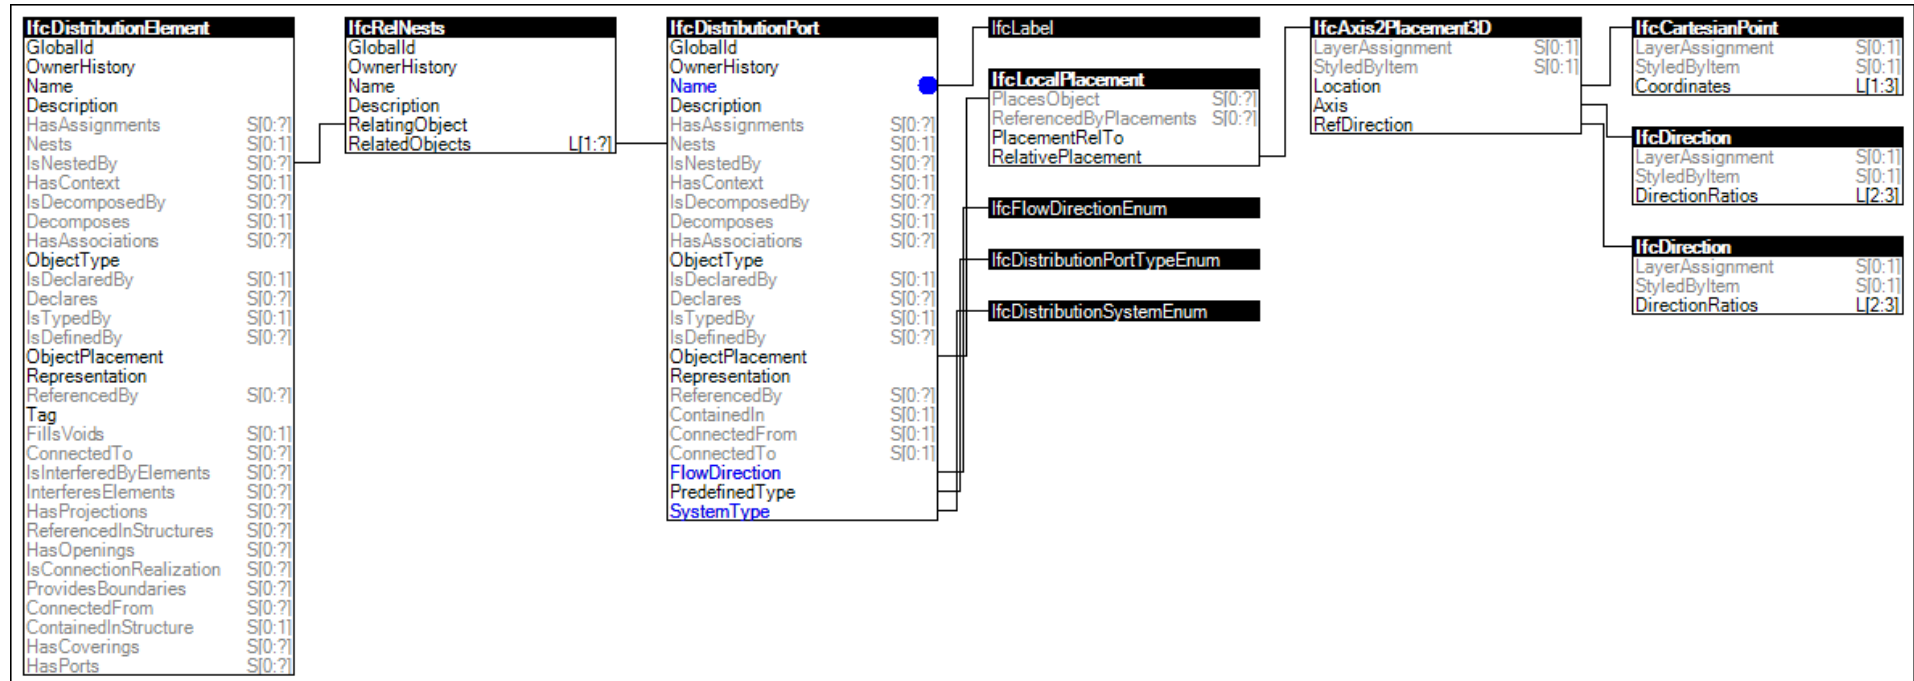 IfcDistributionElement
GlobalId
OwnerHistory
Name
Description
HasAssignments S[0:?]
Nests S[0:1]
IsNestedBy S[0:?]
HasContext S[0:1]
IsDecomposedBy S[0:?]
Decomposes S[0:1]
HasAssociations S[0:?]
ObjectType
IsDeclaredBy S[0:1]
Declares S[0:?]
IsTypedBy S[0:1]
IsDefinedBy S[0:?]
ObjectPlacement
Representation
ReferencedBy S[0:?]
Tag
FillsVoids S[0:1]
ConnectedTo S[0:?]
IsInterferedByElements S[0:?]
InterferesElements S[0:?]
HasProjections S[0:?]
ReferencedInStructures S[0:?]
HasOpenings S[0:?]
IsConnectionRealization S[0:?]
ProvidesBoundaries S[0:?]
ConnectedFrom S[0:?]
ContainedInStructure S[0:1]
HasCoverings S[0:?]
HasPorts S[0:?]
IfcRelNests
GlobalId
OwnerHistory
Name
Description
RelatingObject
RelatedObjects L[1:?]
IfcDistributionPort
GlobalId
OwnerHistory
Name
Description
HasAssignments S[0:?]
Nests S[0:1]
IsNestedBy S[0:?]
HasContext S[0:1]
IsDecomposedBy S[0:?]
Decomposes S[0:1]
HasAssociations S[0:?]
ObjectType
IsDeclaredBy S[0:1]
Declares S[0:?]
IsTypedBy S[0:1]
IsDefinedBy S[0:?]
ObjectPlacement
Representation
ReferencedBy S[0:?]
ContainedIn S[0:1]
ConnectedFrom S[0:1]
ConnectedTo S[0:1]
FlowDirection
PredefinedType
SystemType
IfcLabel
IfcLocalPlacement
PlacesObject S[0:?]
ReferencedByPlacements S[0:?]
PlacementRelTo
RelativePlacement
IfcFlowDirectionEnum
IfcDistributionPortTypeEnum
IfcDistributionSystemEnum
IfcAxis2Placement3D
LayerAssignment S[0:1]
StyledByItem S[0:1]
Location
Axis
RefDirection
IfcCartesianPoint
LayerAssignment S[0:1]
StyledByItem S[0:1]
Coordinates L[1:3]
IfcDirection
LayerAssignment S[0:1]
StyledByItem S[0:1]
DirectionRatios L[2:3]
IfcDirection
LayerAssignment S[0:1]
StyledByItem S[0:1]
DirectionRatios L[2:3]